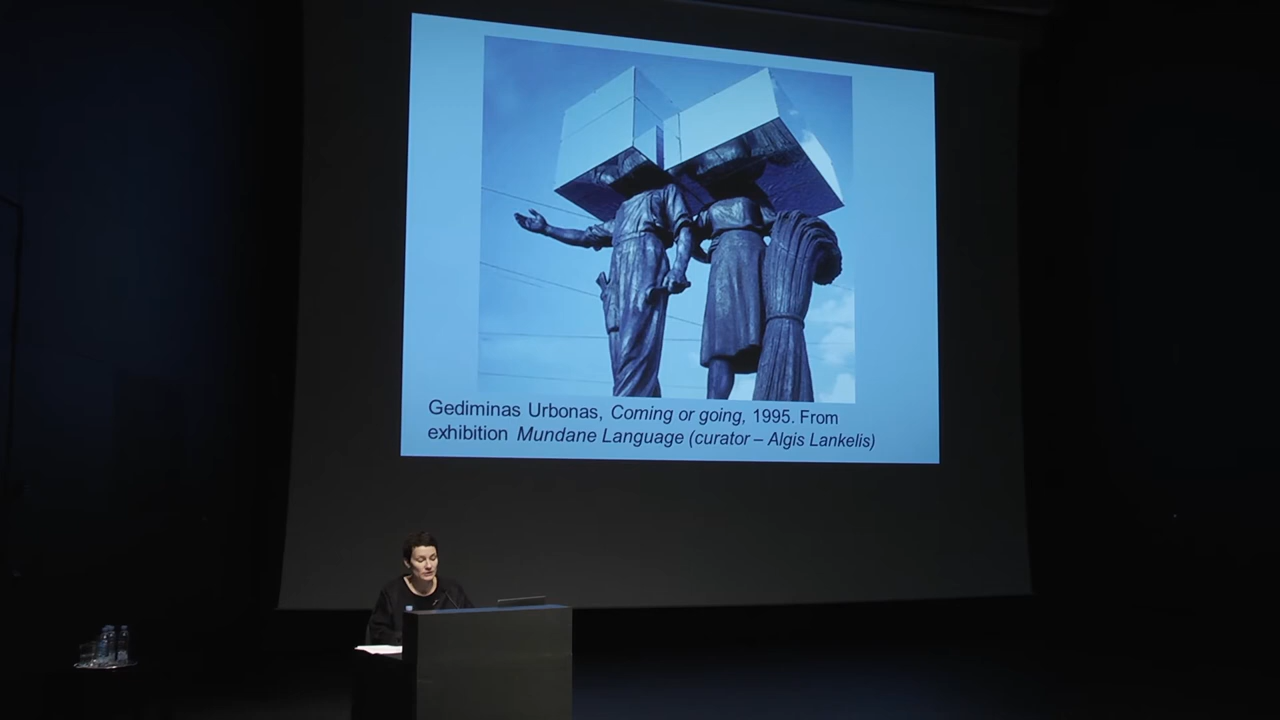 Gediminas Urbonas, Coming or going, 1995. From
exhibition Mundane Language (curator – Algis Lankelis)